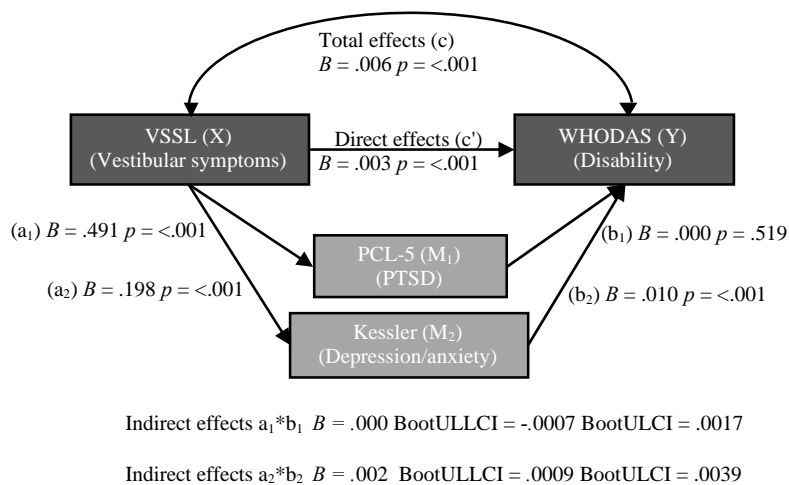 Total effects (c)
B = .006 p = <.001
VSSL (X)
(Vestibular symptoms)
Direct effects (c')
B = .003 p = <.001
WHODAS (Y)
(Disability)
(a₁) B = .491 p = <.001
(b₁) B = .000 p = .519
PCL-5 (M₁)
(PTSD)
(a₂) B = .198 p = <.001
(b₂) B = .010 p = <.001
Kessler (M₂)
(Depression/anxiety)
Indirect effects a₁*b₁ B = .000 BootULLCI = -.0007 BootULCI = .0017
Indirect effects a₂*b₂ B = .002 BootULLCI = .0009 BootULCI = .0039